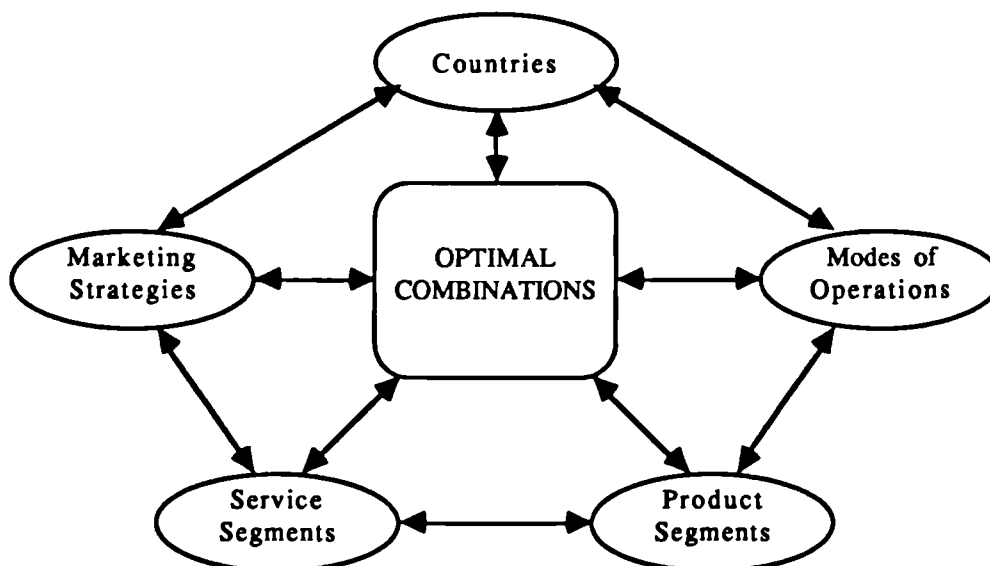 Countries
Marketing
Strategies
OPTIMAL
COMBINATIONS
Modes of
Operations
Service
Segments
Product
Segments